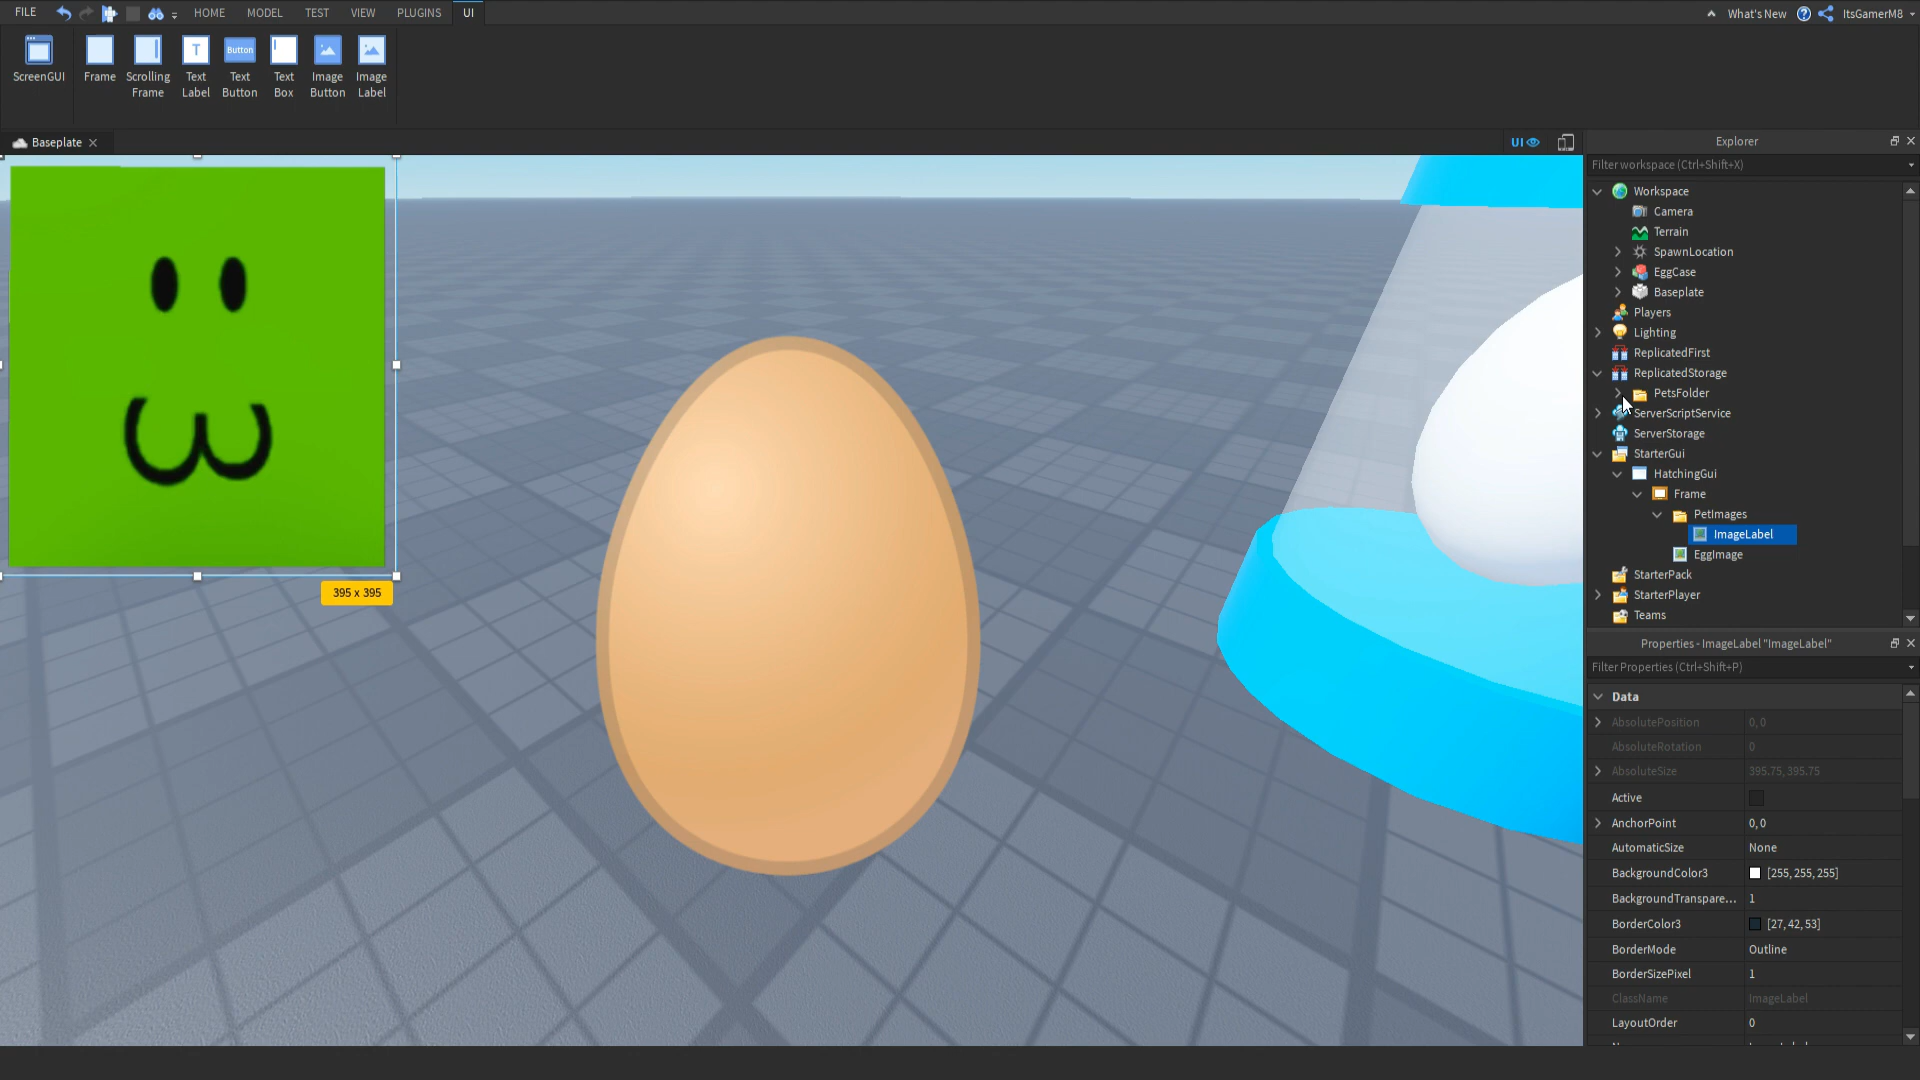 FILE HOME MODEL TEST VIEW PLUGINS UI What's New ItsGamerM8
ScreenGUI Frame Scrolling Frame Text Label Button Text Button Text Box Image Button Image Label
Baseplate UI
Explorer
Filter workspace (Ctrl+Shift+X)
Workspace
Camera
Terrain
SpawnLocation
EggCase
Baseplate
Players
Lighting
ReplicatedFirst
ReplicatedStorage
PetsFolder
ServerScriptService
ServerStorage
StarterGui
HatchingGui
Frame
PetImages
ImageLabel
EggImage
StarterPack
StarterPlayer
Teams
395 x 395
Properties - ImageLabel "ImageLabel"
Filter Properties (Ctrl+Shift+P)
Data
AbsolutePosition 0, 0
AbsoluteRotation 0
AbsoluteSize 395.75, 395.75
Active
AnchorPoint 0, 0
AutomaticSize None
BackgroundColor3 [255, 255, 255]
BackgroundTranspare... 1
BorderColor3 [27, 42, 53]
BorderMode Outline
BorderSizePixel 1
ClassName ImageLabel
LayoutOrder 0